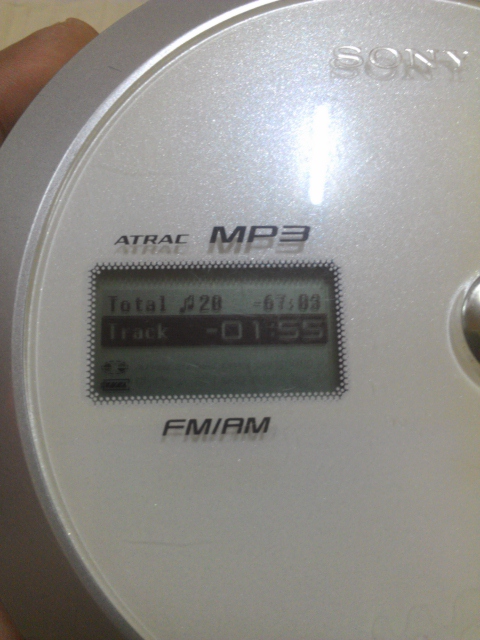 SONY
ATRAC MP3
Total ♫20 -67:03
Track -01:55
FM/AM